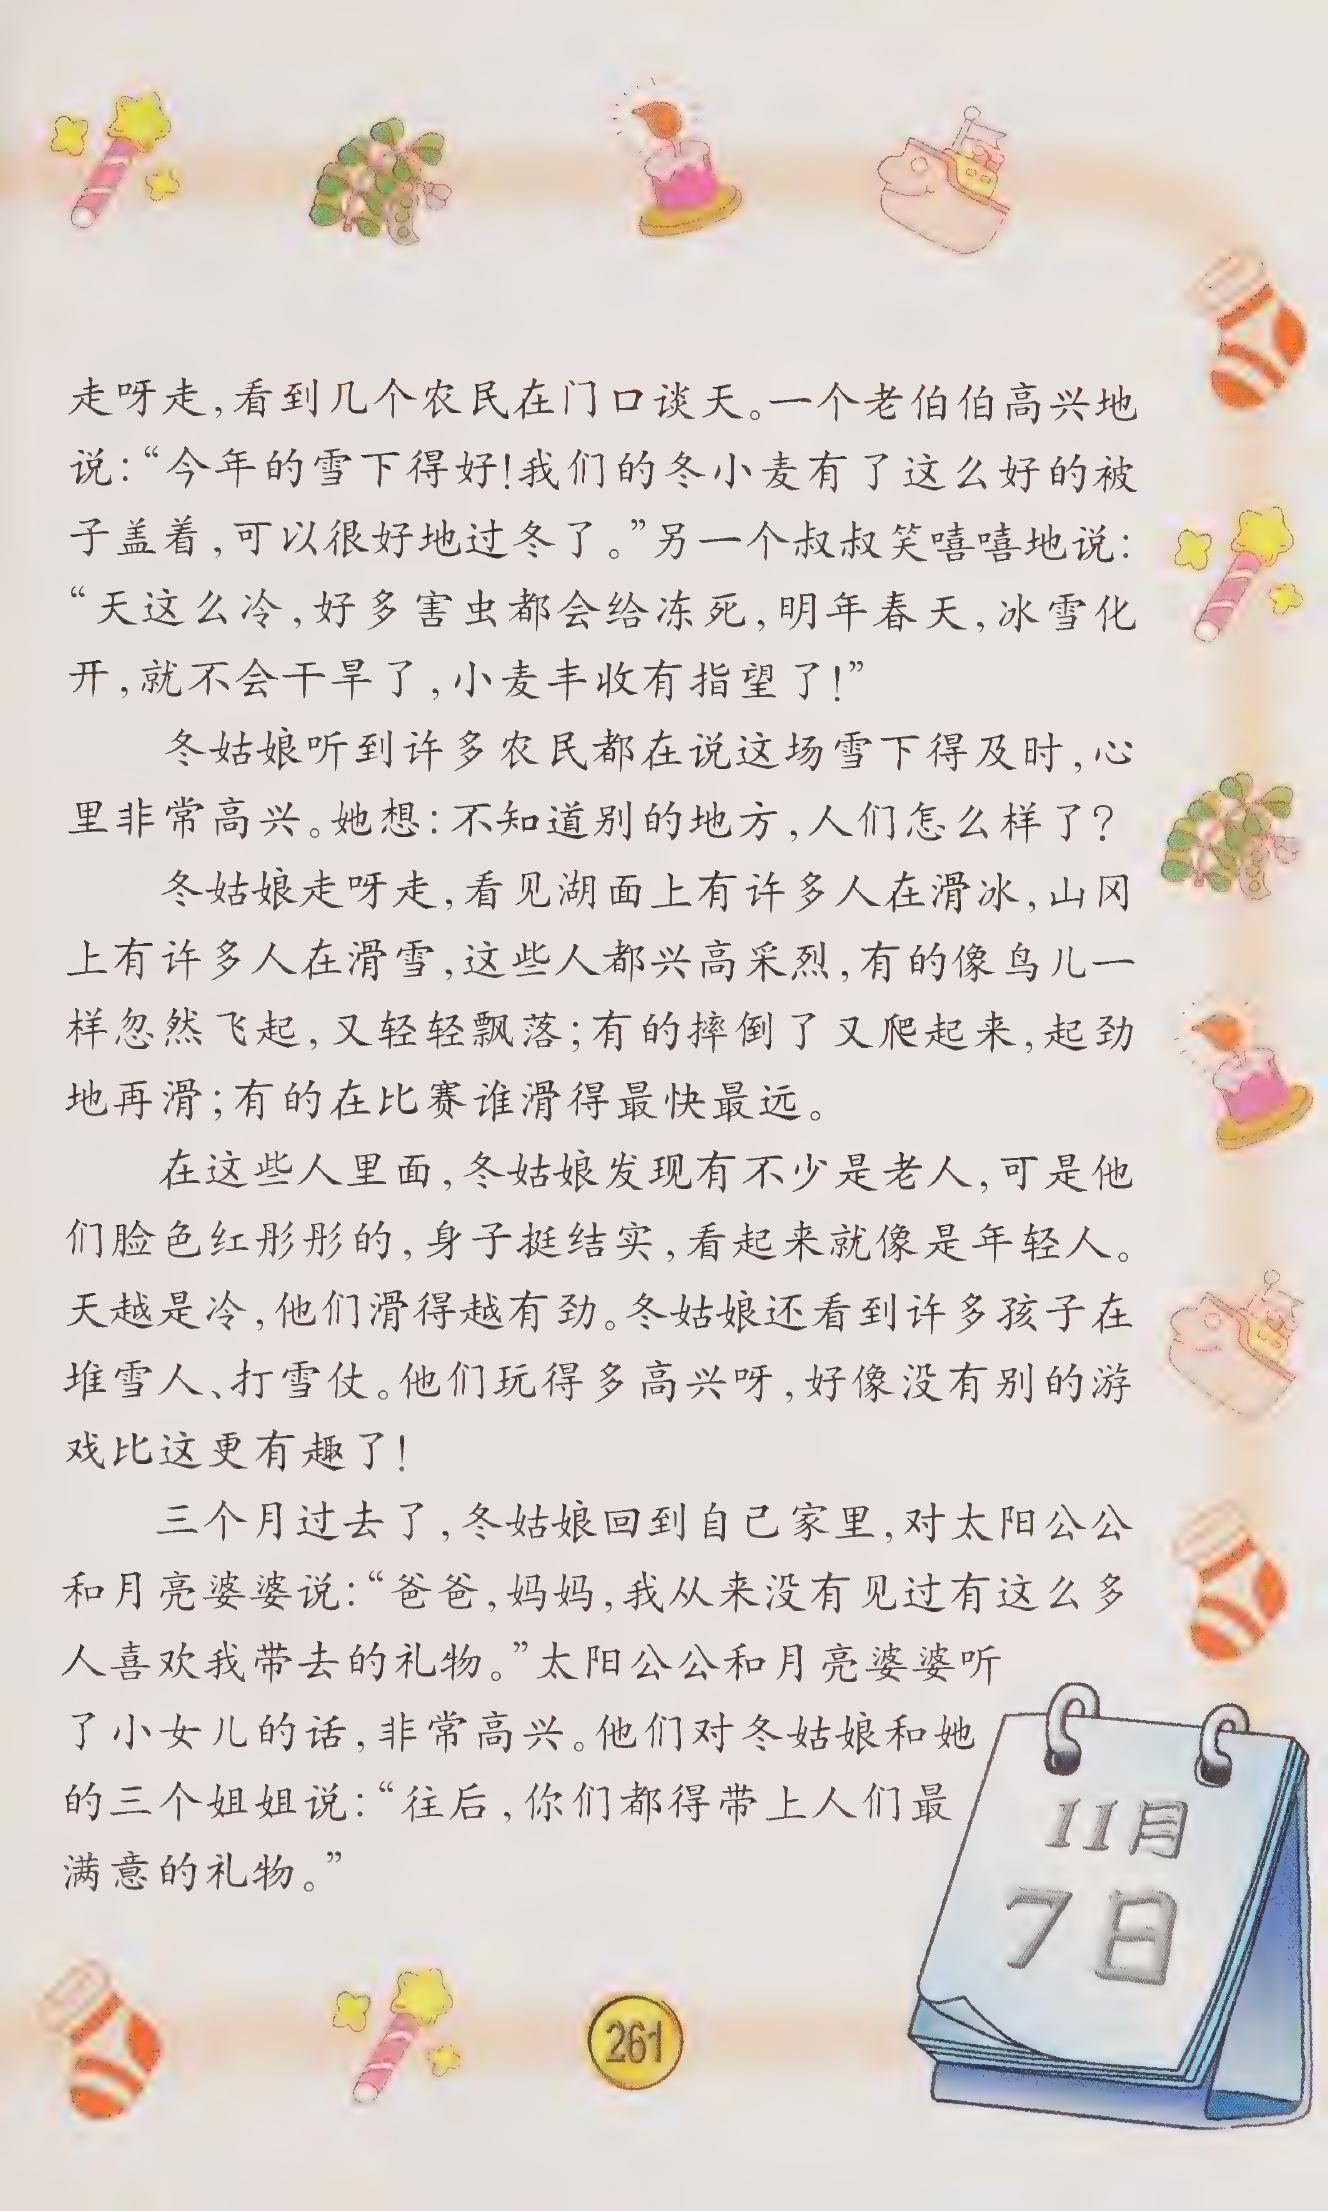 走呀走，看到几个农民在门口谈天。一个老伯伯高兴地
说：“今年的雪下得好！我们的冬小麦有了这么好的被
子盖着，可以很好地过冬了。”另一个叔叔笑嘻嘻地说：
“天这么冷，好多害虫都会给冻死，明年春天，冰雪化
开，就不会干旱了，小麦丰收有指望了！”
冬姑娘听到许多农民都在说这场雪下得及时，心
里非常高兴。她想：不知道别的地方，人们怎么样了？
冬姑娘走呀走，看见湖面上有许多人在滑冰，山冈
上有许多人在滑雪，这些人都兴高采烈，有的像鸟儿一
样忽然飞起，又轻轻飘落；有的摔倒了又爬起来，起劲
地再滑；有的在比赛谁滑得最快最远。
在这些人里面，冬姑娘发现有不少是老人，可是他
们脸色红彤彤的，身子挺结实，看起来就像是年轻人。
天越是冷，他们滑得越有劲。冬姑娘还看到许多孩子在
堆雪人、打雪仗。他们玩得多高兴呀，好像没有别的游
戏比这更有趣了！
三个月过去了，冬姑娘回到自己家里，对太阳公公
和月亮婆婆说：“爸爸，妈妈，我从来没有见过有这么多
人喜欢我带去的礼物。”太阳公公和月亮婆婆听
了小女儿的话，非常高兴。他们对冬姑娘和她
的三个姐姐说：“往后，你们都得带上人们最
满意的礼物。”
11月
7日
261